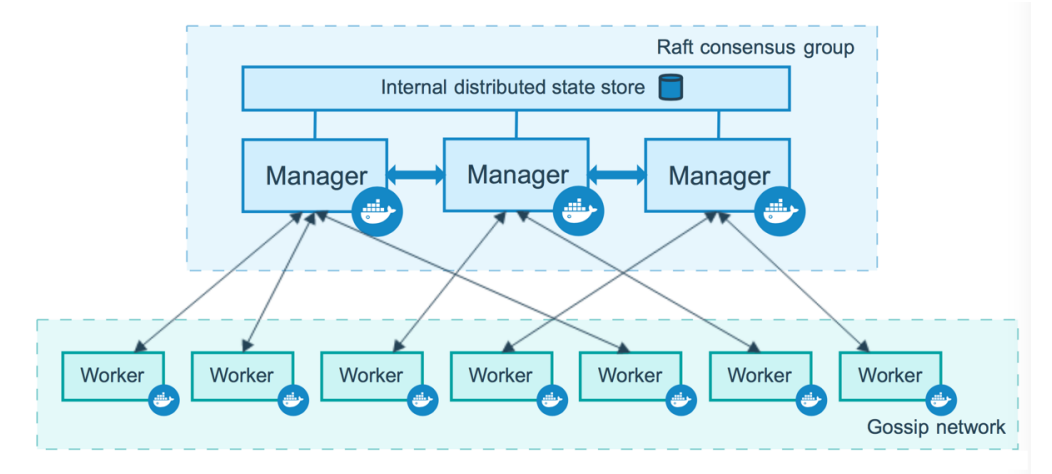 Raft consensus group
Internal distributed state store
Manager
Manager
Manager
Worker
Worker
Worker
Worker
Worker
Worker
Worker
Gossip network